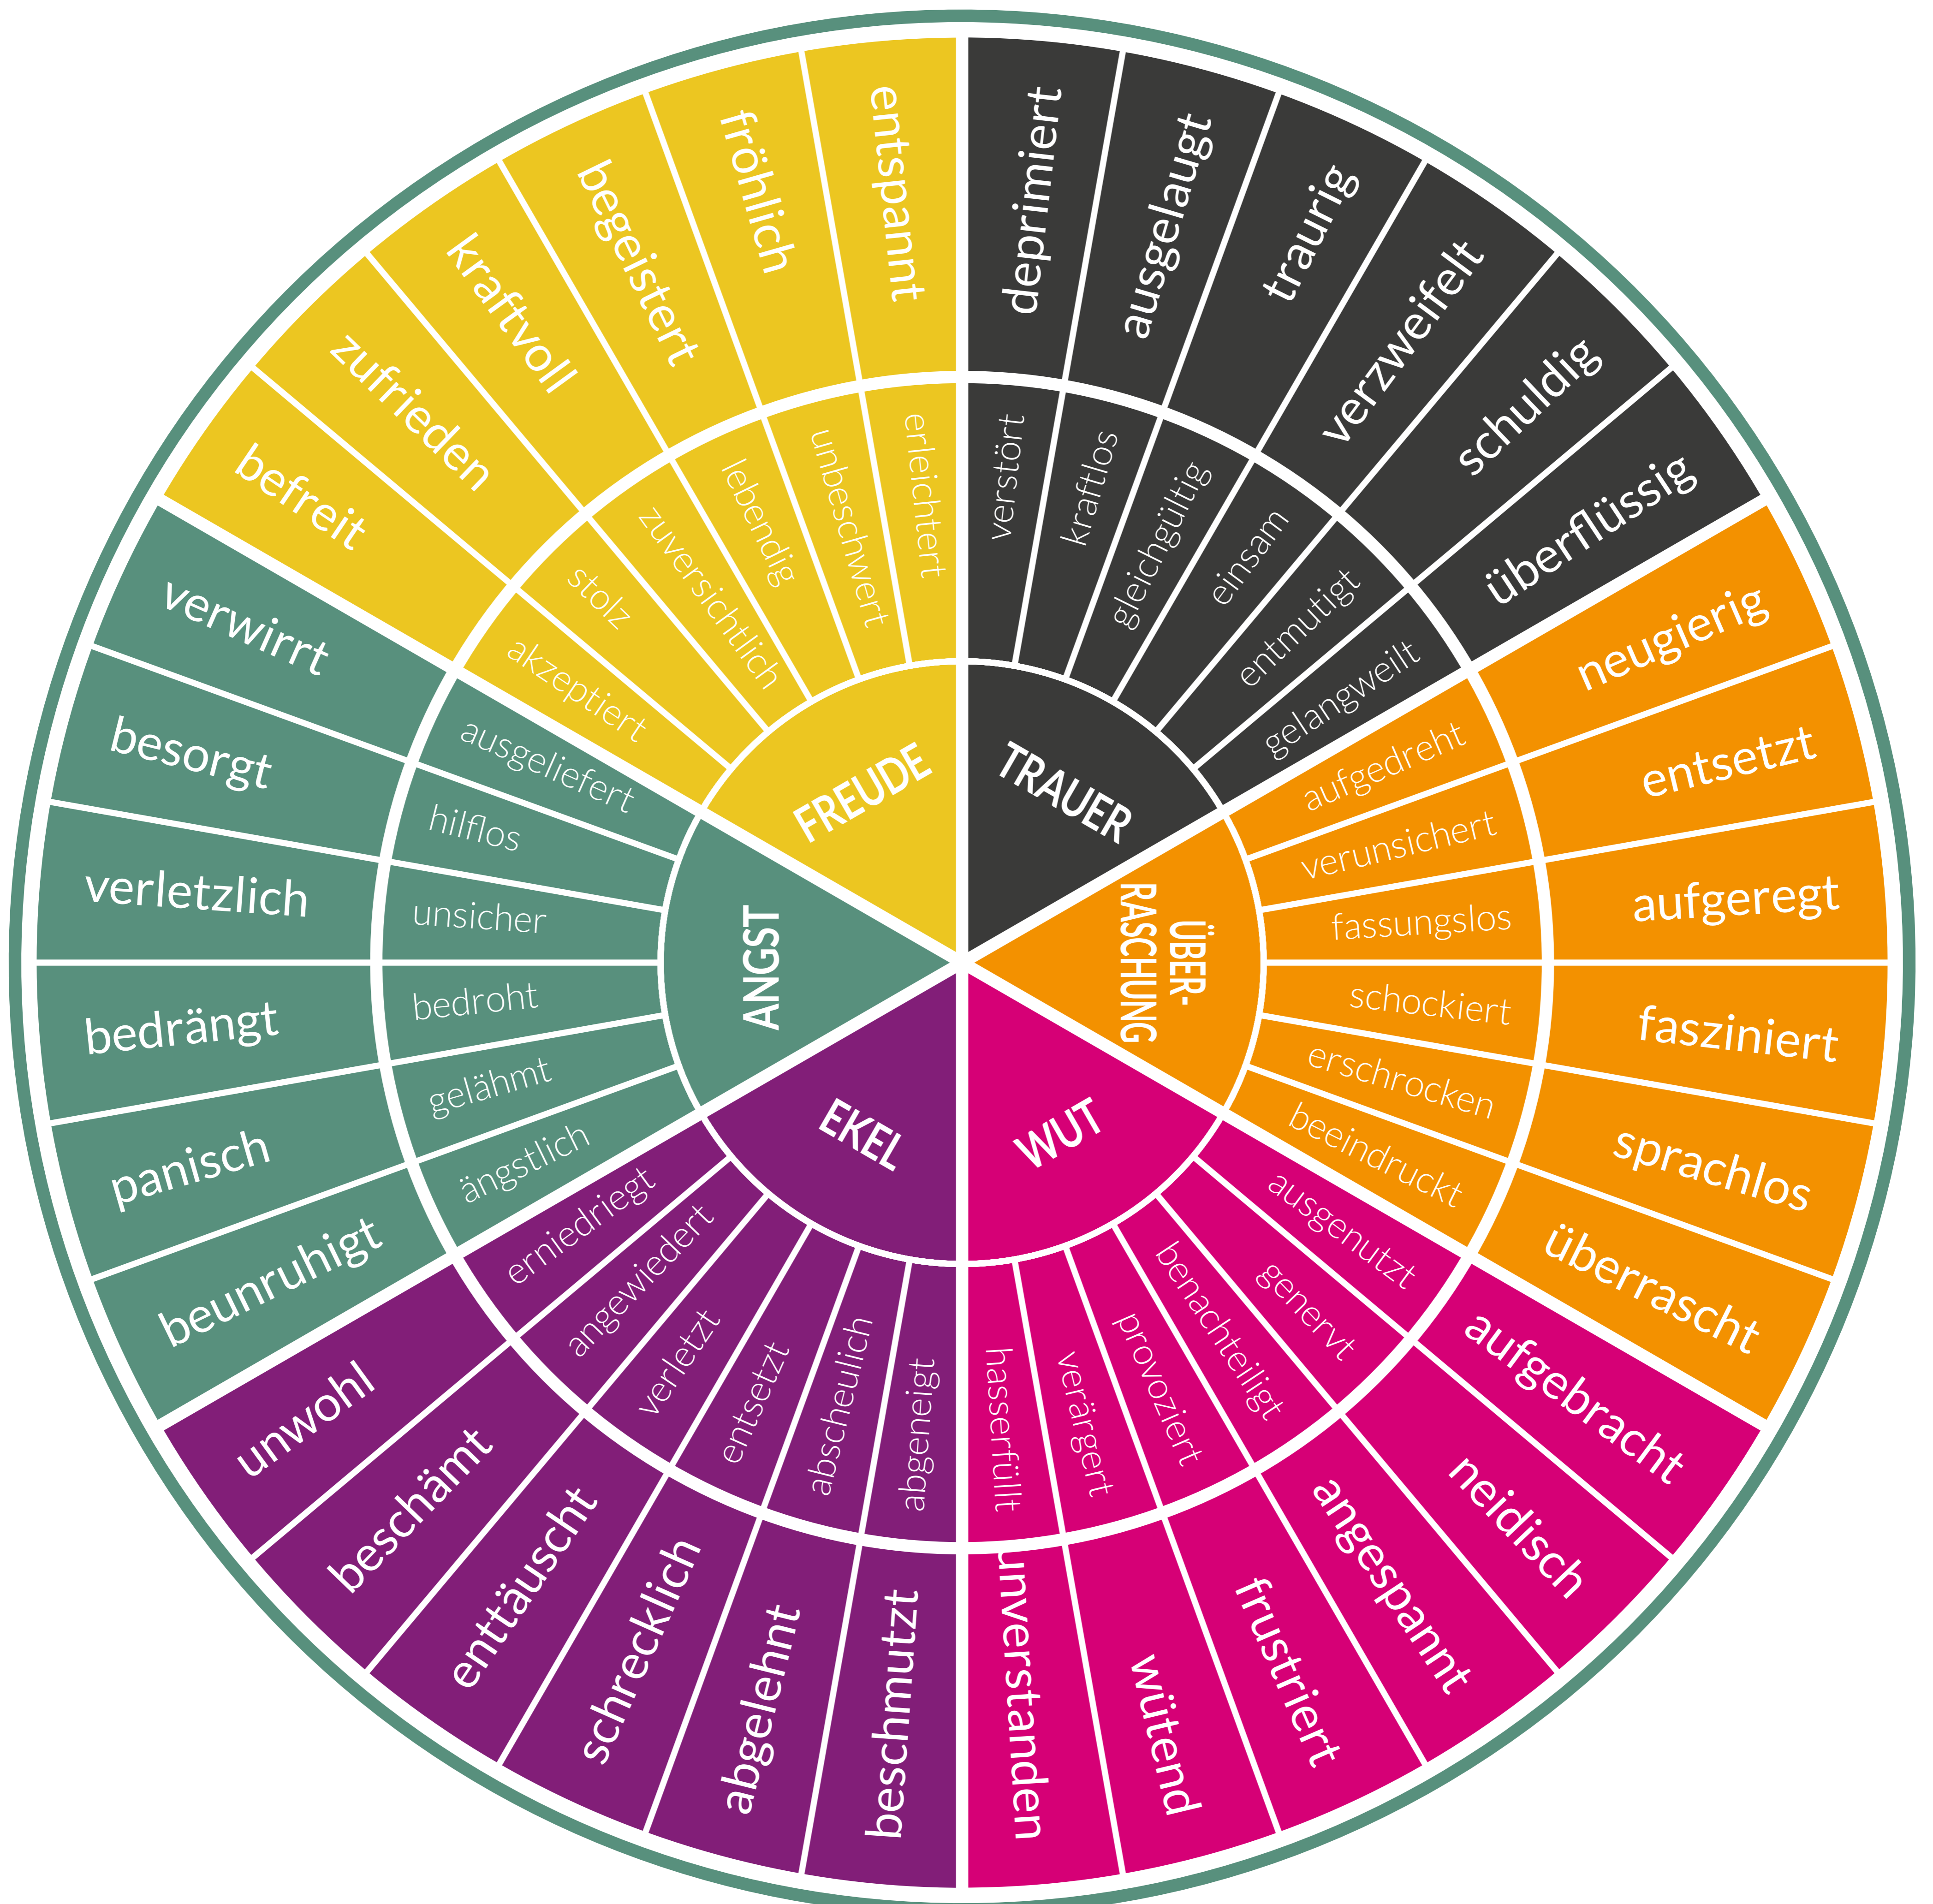 FREUDE
entspannt
fröhlich
begeistert
kraftvoll
zufrieden
befreit
erleichtert
unbeschwert
lebendig
zuversichtlich
stolz
akzeptiert
TRAUER
deprimiert
ausgelaugt
traurig
verzweifelt
schuldig
überflüssig
verstört
kraftlos
gleichgültig
einsam
entmutigt
gelangweilt
ÜBER-
RASCHUNG
neugierig
entsetzt
aufgeregt
fasziniert
sprachlos
überrascht
aufgedreht
verunsichert
fassungslos
schockiert
erschrocken
beeindruckt
WUT
aufgebracht
neidisch
angespannt
frustriert
wütend
unverstanden
ausgenutzt
genervt
benachteiligt
provoziert
verärgert
hasserfüllt
EKEL
beschmutzt
abgelehnt
schrecklich
enttäuscht
beschämt
unwohl
abgeneigt
abscheulich
entsetzt
verletzt
angewiedert
erniedriegt
ANGST
beunruhigt
panisch
bedrängt
verletzlich
besorgt
verwirrt
ängstlich
gelähmt
bedroht
unsicher
hilflos
ausgeliefert